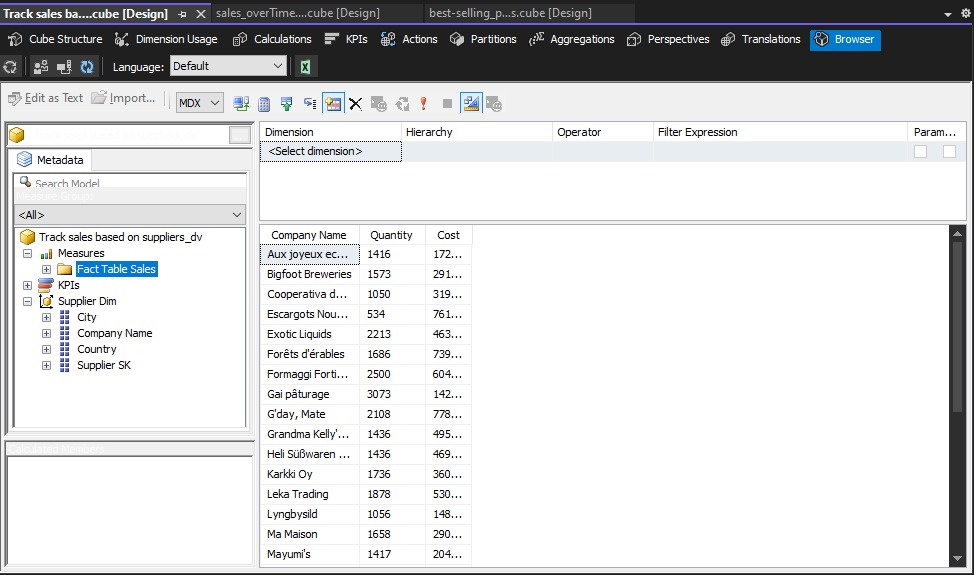 Track sales ba....cube [Design] sales_overTime....cube [Design] best-selling_p...s.cube [Design]
Cube Structure Dimension Usage Calculations KPIs Actions Partitions Aggregations Perspectives Translations Browser
Language: Default
Edit as Text Import... MDX
Dimension Hierarchy Operator Filter Expression Param...
<Select dimension>
Metadata
Search Model
Measure Group:
<All>
Track sales based on suppliers_dv
Measures
Fact Table Sales
KPIs
Supplier Dim
City
Company Name
Country
Supplier SK
Company Name Quantity Cost
Aux joyeux ec... 1416 172...
Bigfoot Breweries 1573 291...
Cooperativa d... 1050 319...
Escargots Nou... 534 761...
Exotic Liquids 2213 463...
Forêts d'érables 1686 739...
Formaggi Forti... 2500 604...
Gai pâturage 3073 142...
G'day, Mate 2108 778...
Grandma Kelly'... 1436 495...
Heli Süßwaren ... 1436 469...
Karkki Oy 1736 360...
Leka Trading 1878 530...
Lyngbysild 1056 148...
Ma Maison 1658 290...
Mayumi's 1417 204...